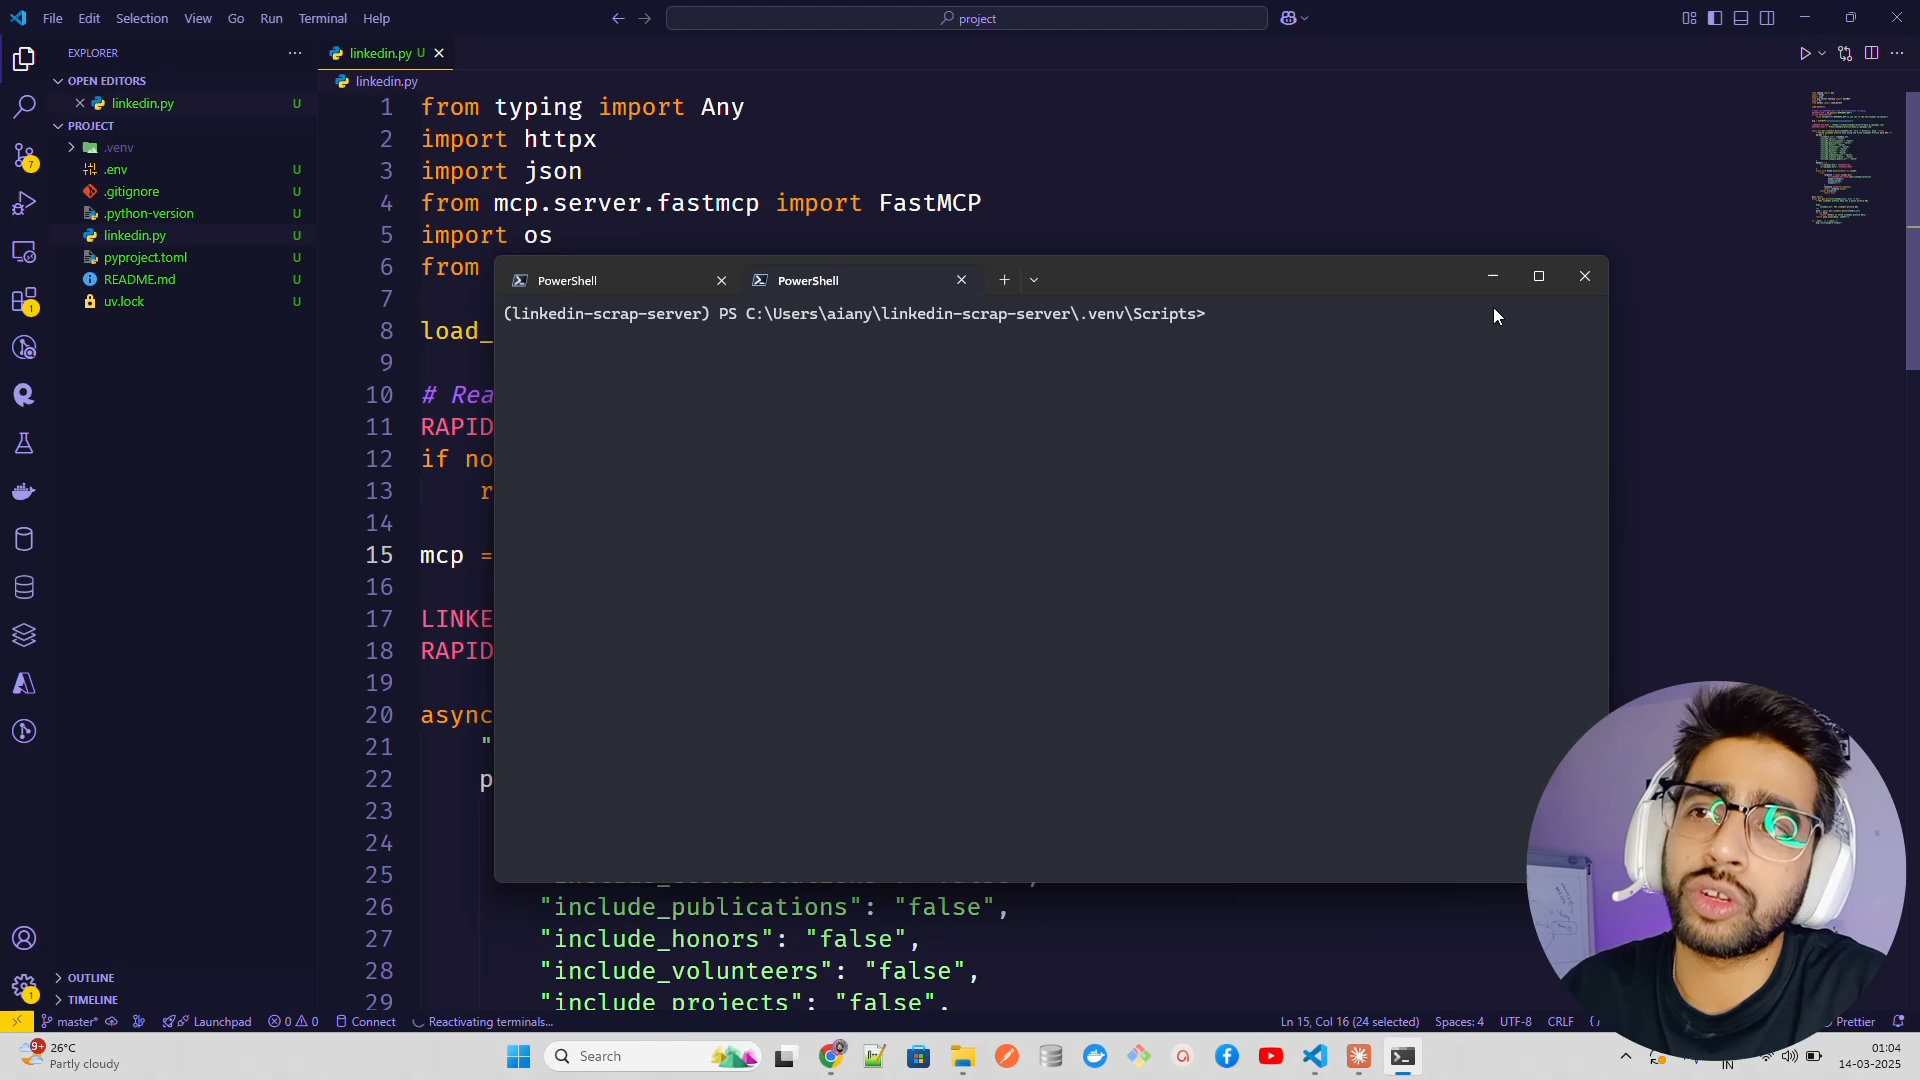 File Edit Selection View Go Run Terminal Help
project
EXPLORER
OPEN EDITORS
linkedin.py U
PROJECT
.venv
.env U
.gitignore U
.python-version U
linkedin.py U
pyproject.toml U
README.md U
uv.lock U
OUTLINE
TIMELINE
7
1
1
linkedin.py U
linkedin.py
1 from typing import Any
2 import httpx
3 import json
4 from mcp.server.fastmcp import FastMCP
5 import os
6 from
7
8 load_
9
10 # Rea
11 RAPID
12 if no
13 r
14
15 mcp =
16
17 LINKE
18 RAPID
19
20 async
21 "
22 p
23
24
25
26 "include_publications": "false",
27 "include_honors": "false",
28 "include_volunteers": "false",
29 "include_projects": "false",
PowerShell
PowerShell
(linkedin-scrap-server) PS C:\Users\aiany\linkedin-scrap-server\.venv\Scripts>
master* Launchpad 0 0 Connect Reactivating terminals...
Ln 15, Col 16 (24 selected) Spaces: 4 UTF-8 CRLF { Prettier
9+
26°C
Partly cloudy
Search
IN
01:04
14-03-2025